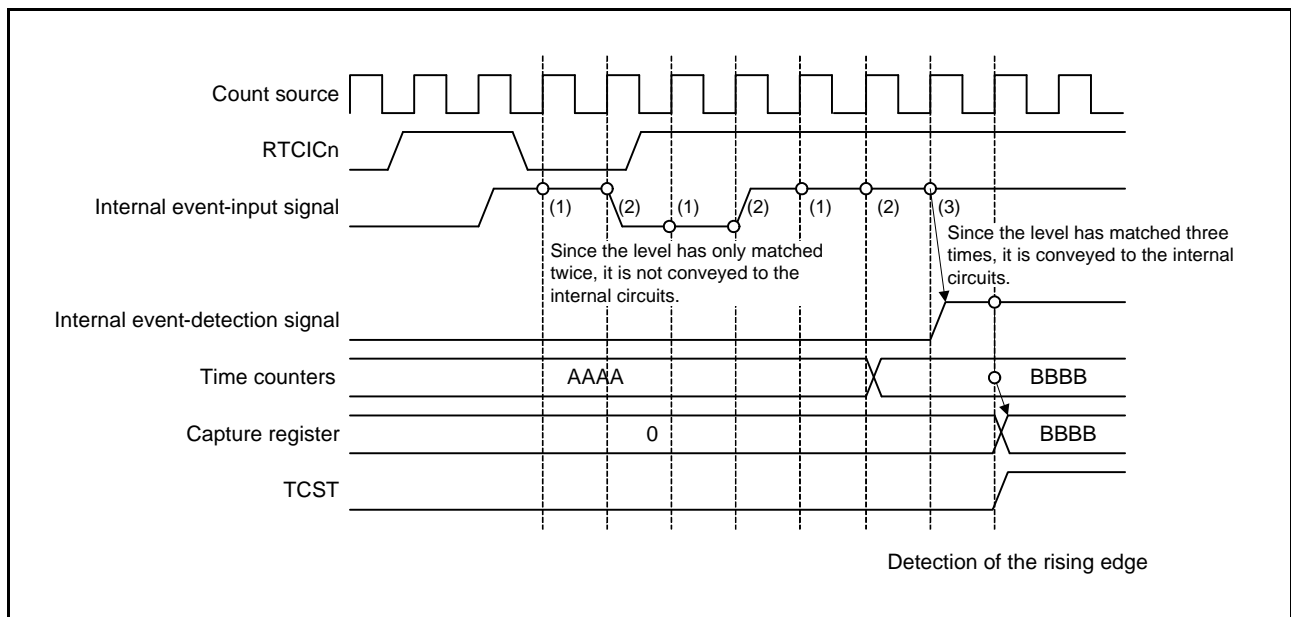 Count source
RTCICn
Internal event-input signal
(1) (2) (1) (2) (1) (2) (3)
Since the level has only matched
twice, it is not conveyed to the
internal circuits.
Since the level has matched three
times, it is conveyed to the internal
circuits.
Internal event-detection signal
Time counters
AAAA
BBBB
Capture register
0
BBBB
TCST
Detection of the rising edge